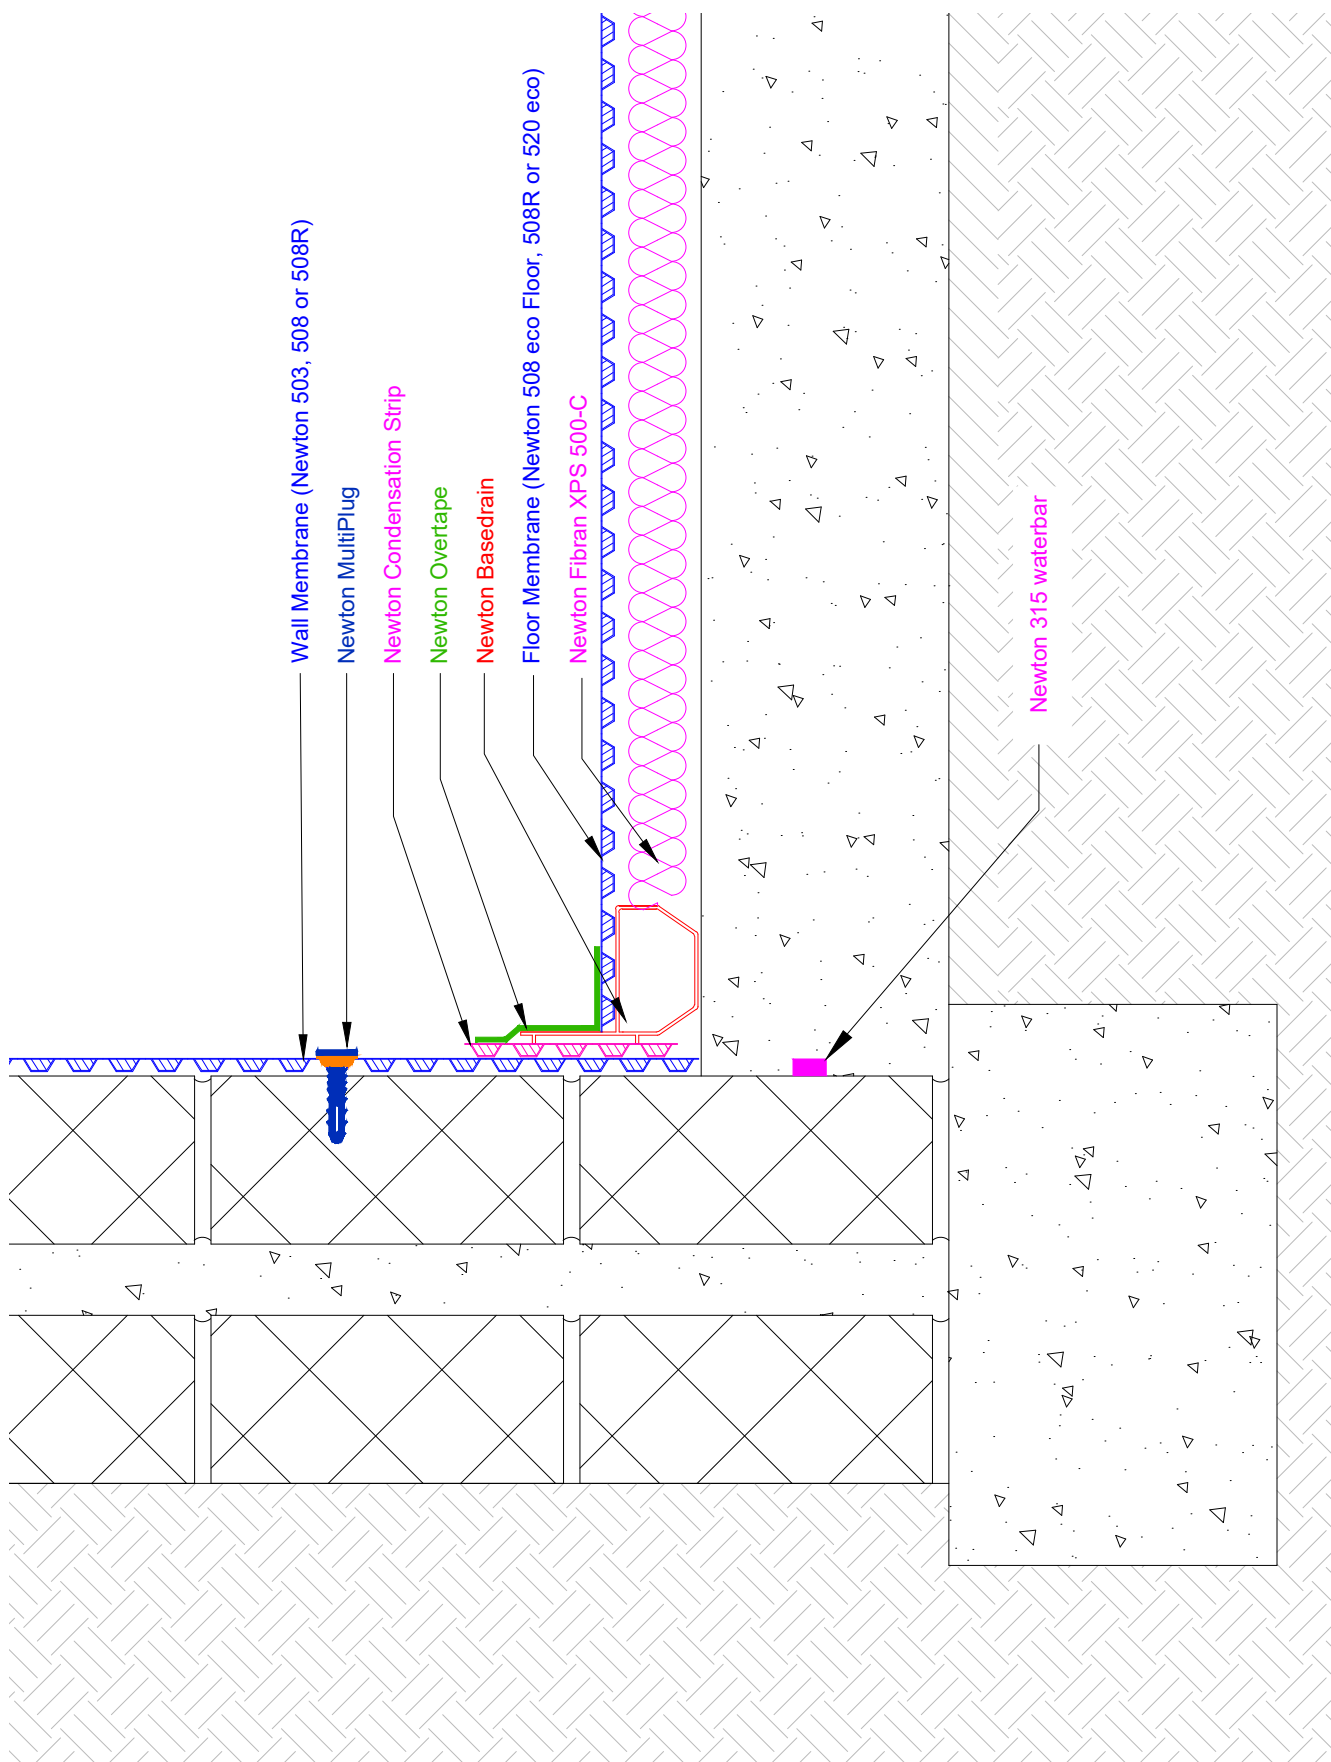 Wall Membrane (Newton 503, 508 or 508R)
Newton MultiPlug
Newton Condensation Strip
Newton Overtape
Newton Basedrain
Floor Membrane (Newton 508 eco Floor, 508R or 520 eco)
Newton Fibran XPS 500-C
Newton 315 waterbar